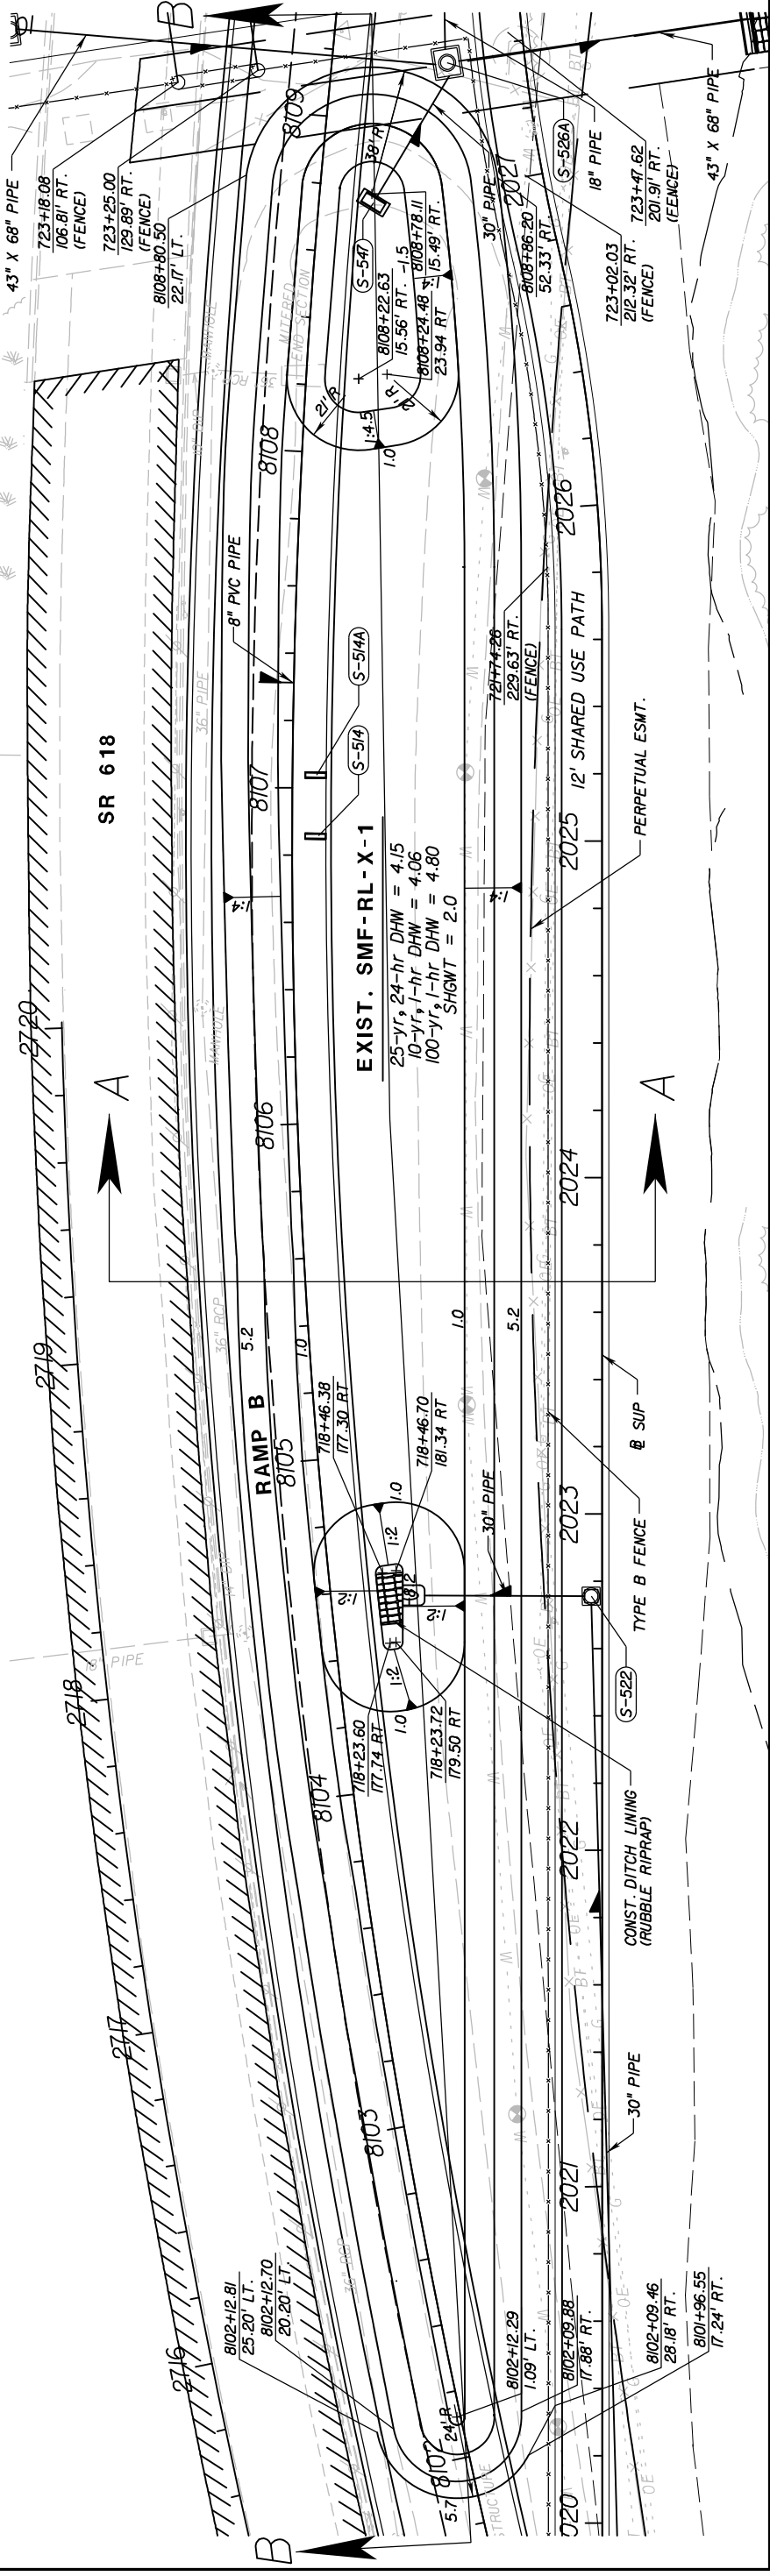 B
43" X 68" PIPE
723+18.08
106.81' RT.
(FENCE)
723+25.00
129.89' RT.
(FENCE)
8108+80.50
22.17' LT.
8109
38' R
S-547
8108+22.63
15.56' RT.
-1.5
8108+78.11
15.49' RT.
8108+24.48
23.94 RT
1:4
30" PIPE
2027
8108+86.20
52.33' RT.
S-526A
18" PIPE
723+47.62
201.91' RT.
(FENCE)
723+02.03
212.32' RT.
(FENCE)
43" X 68" PIPE
MANHOLE
MITERED
END SECTION
21' R
21' R
1:4.5
1.0
8108
8" PVC PIPE
2026
S-514A
S-514
721+74.26
229.63' RT.
(FENCE)
12' SHARED USE PATH
PERPETUAL ESMT.
36" PIPE
SR 618
8107
2025
1:4
1:4
EXIST. SMF-RL-X-1
25-yr, 24-hr DHW = 4.15
10-yr, 1-hr DHW = 4.06
100-yr, 1-hr DHW = 4.80
SHGWT = 2.0
2720
MANHOLE
A
A
8106
2024
2719
36" RCP
5.2
1.0
1.0
5.2
RAMP B
8105
718+46.38
177.30 RT
718+46.70
181.34 RT
1.0
1:2
30" PIPE
2023
℄ SUP
TYPE B FENCE
1:2
1:2
1:2
1.0
S-522
18" PIPE
2718
718+23.60
177.74 RT
718+23.72
179.50 RT
8104
2022
CONST. DITCH LINING
(RUBBLE RIPRAP)
2717
8103
2021
30" PIPE
36" RCP
2716
8102+12.81
25.20' LT.
8102+12.70
20.20' LT.
8102+12.29
1.09' LT.
8102+09.88
17.88' RT.
8102+09.46
28.18' RT.
8101+96.55
17.24' RT.
24' R
8102
5.7
STRUCTURE
2020
B